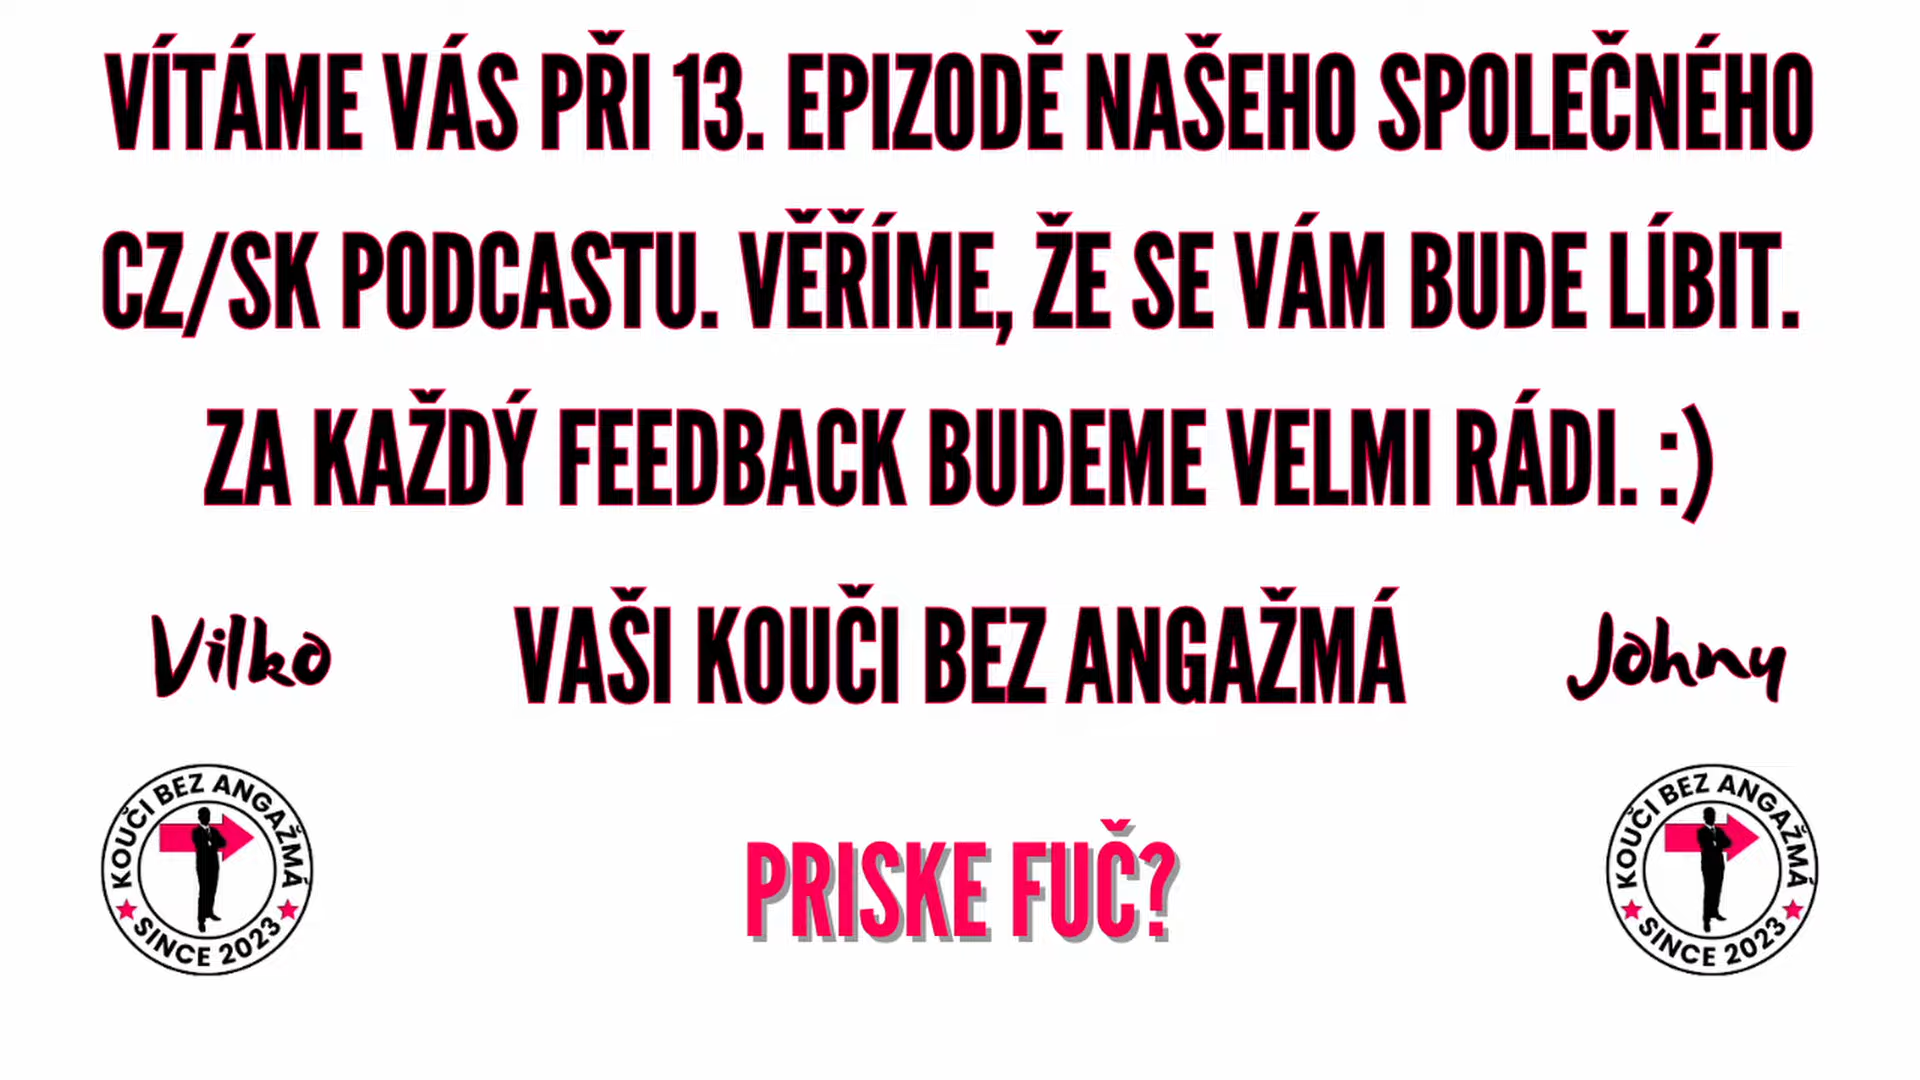 VÍTÁME VÁS PŘI 13. EPIZODĚ NAŠEHO SPOLEČNÉHO
CZ/SK PODCASTU. VĚŘÍME, ŽE SE VÁM BUDE LÍBIT.
ZA KAŽDÝ FEEDBACK BUDEME VELMI RÁDI. :)
Vilko
VAŠI KOUČI BEZ ANGAŽMÁ
Johny
KOUČI BEZ ANGAŽMÁ
SINCE 2023
PRISKE FUČ?
KOUČI BEZ ANGAŽMÁ
SINCE 2023